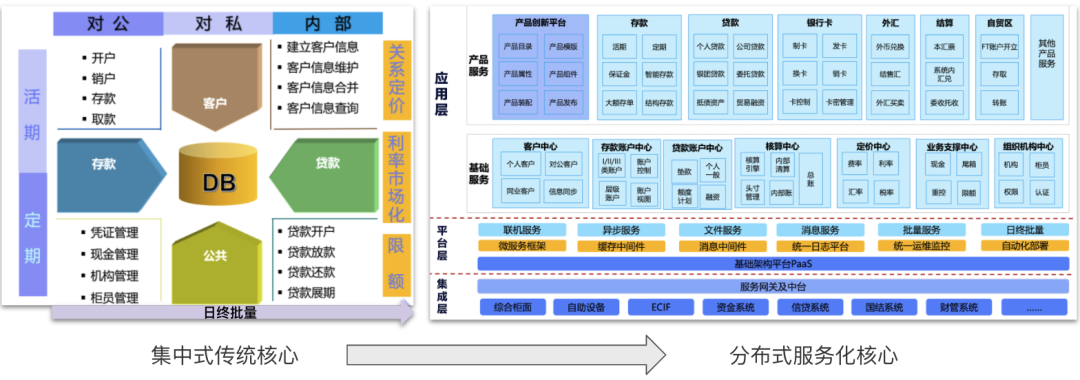 对公
对私
内部
活期
定期
开户
销户
存款
取款
客户
建立客户信息
客户信息维护
客户信息合并
客户信息查询
关系定价
利率市场化
限额
存款
DB
贷款
凭证管理
现金管理
机构管理
柜员管理
公共
贷款开户
贷款放款
贷款还款
贷款展期
日终批量
集中式传统核心
应用层
产品服务
产品创新平台
产品目录 产品模版
产品属性 产品组件
产品装配 产品发布
存款
活期 定期
保证金 智能存款
大额存单 结构存款
贷款
个人贷款 公司贷款
银团贷款 委托贷款
抵债资产 贸易融资
银行卡
制卡 发卡
换卡 销卡
卡控制 卡密管理
外汇
外币兑换
结售汇
外汇买卖
结算
本汇票
系统内汇兑
委收托收
自贸区
FT账户开立
存取
转账
其他产品服务
基础服务
客户中心
个人客户 对公客户
同业客户 信息同步
存款账户中心
I/II/III类账户 账户控制
层级账户 账户视图
贷款账户中心
垫款 个人一般
额度计划 融资
核算中心
核算引擎 内部清算
头寸管理 内部账
总账
定价中心
费率 利率
汇率 税率
业务支撑中心
现金 尾箱
重控 限额
组织机构中心
机构 柜员
权限 认证
平台层
联机服务 异步服务 文件服务 消息服务 批量服务 日终批量
微服务框架 缓存中间件 消息中间件 统一日志平台 统一运维监控 自动化部署
基础架构平台PaaS
集成层
服务网关及中台
综合柜面 自助设备 ECIF 资金系统 信贷系统 国结系统 财管系统 ……
分布式服务化核心